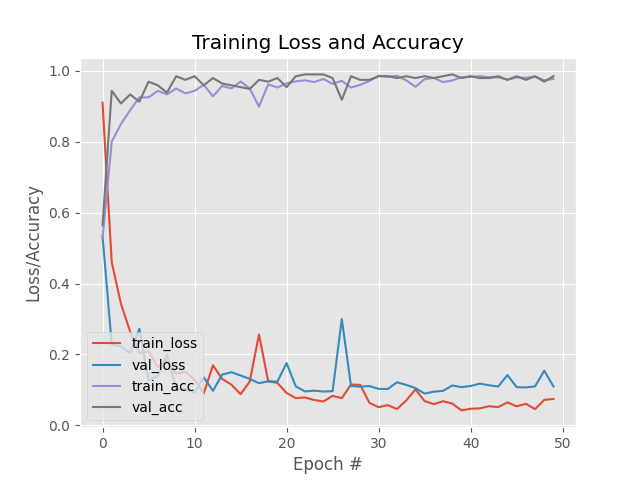 Training Loss and Accuracy
1.0
0.8
0.6
0.4
0.2
0.0
Loss/Accuracy
train_loss
val_loss
train_acc
val_acc
0 10 20 30 40 50
Epoch #